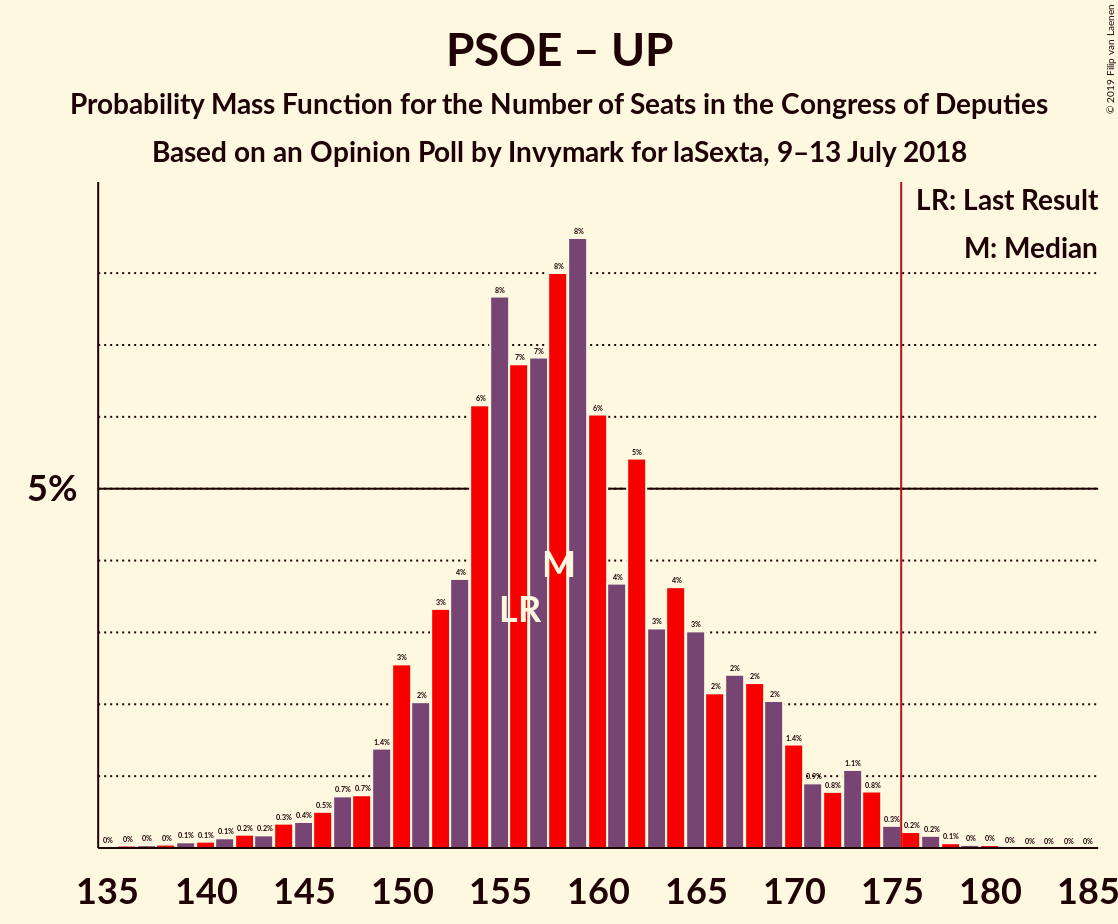 PSOE – UP
Probability Mass Function for the Number of Seats in the Congress of Deputies
Based on an Opinion Poll by Invymark for laSexta, 9–13 July 2018
© 2019 Filip van Laenen
LR: Last Result
M: Median
5%
0% 0% 0% 0% 0.1% 0.1% 0.1% 0.2% 0.2% 0.3% 0.4% 0.5% 0.7% 0.7% 1.4% 3% 2% 3% 4% 6% 8% 7% 7% 8% 8% 6% 4% 5% 3% 4% 3% 2% 2% 2% 2% 1.4% 0.9% 0.8% 1.1% 0.8% 0.3% 0.2% 0.2% 0.1% 0% 0% 0% 0% 0% 0% 0%
M
LR
135 140 145 150 155 160 165 170 175 180 185